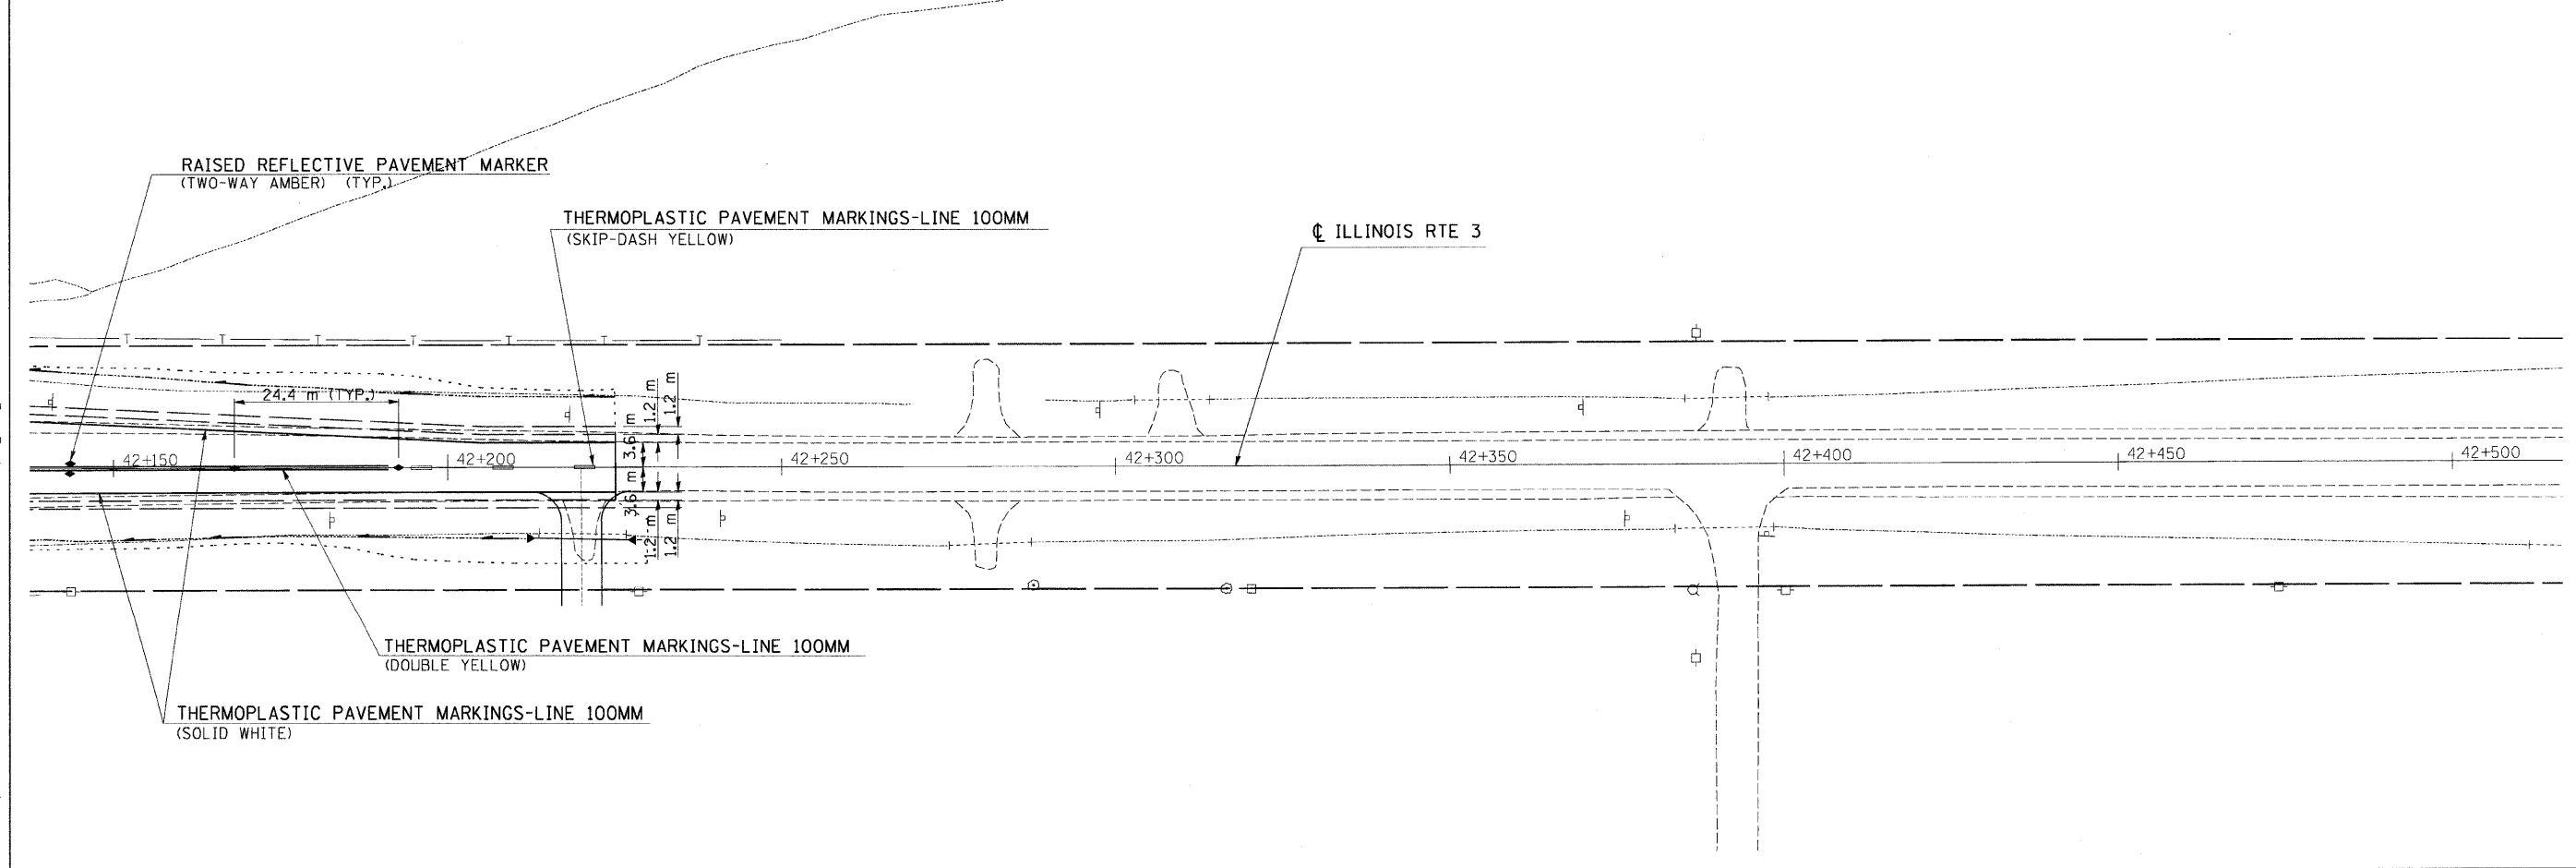 RAISED REFLECTIVE PAVEMENT MARKER
(TWO-WAY AMBER) (TYP.)
THERMOPLASTIC PAVEMENT MARKINGS-LINE 100MM
(SKIP-DASH YELLOW)
℄ ILLINOIS RTE 3
24.4 m (TYP.)
1.2 m
1.2 m
3.6 m
3.6 m
1.2 m
1.2 m
42+150
42+200
42+250
42+300
42+350
42+400
42+450
42+500
THERMOPLASTIC PAVEMENT MARKINGS-LINE 100MM
(DOUBLE YELLOW)
THERMOPLASTIC PAVEMENT MARKINGS-LINE 100MM
(SOLID WHITE)